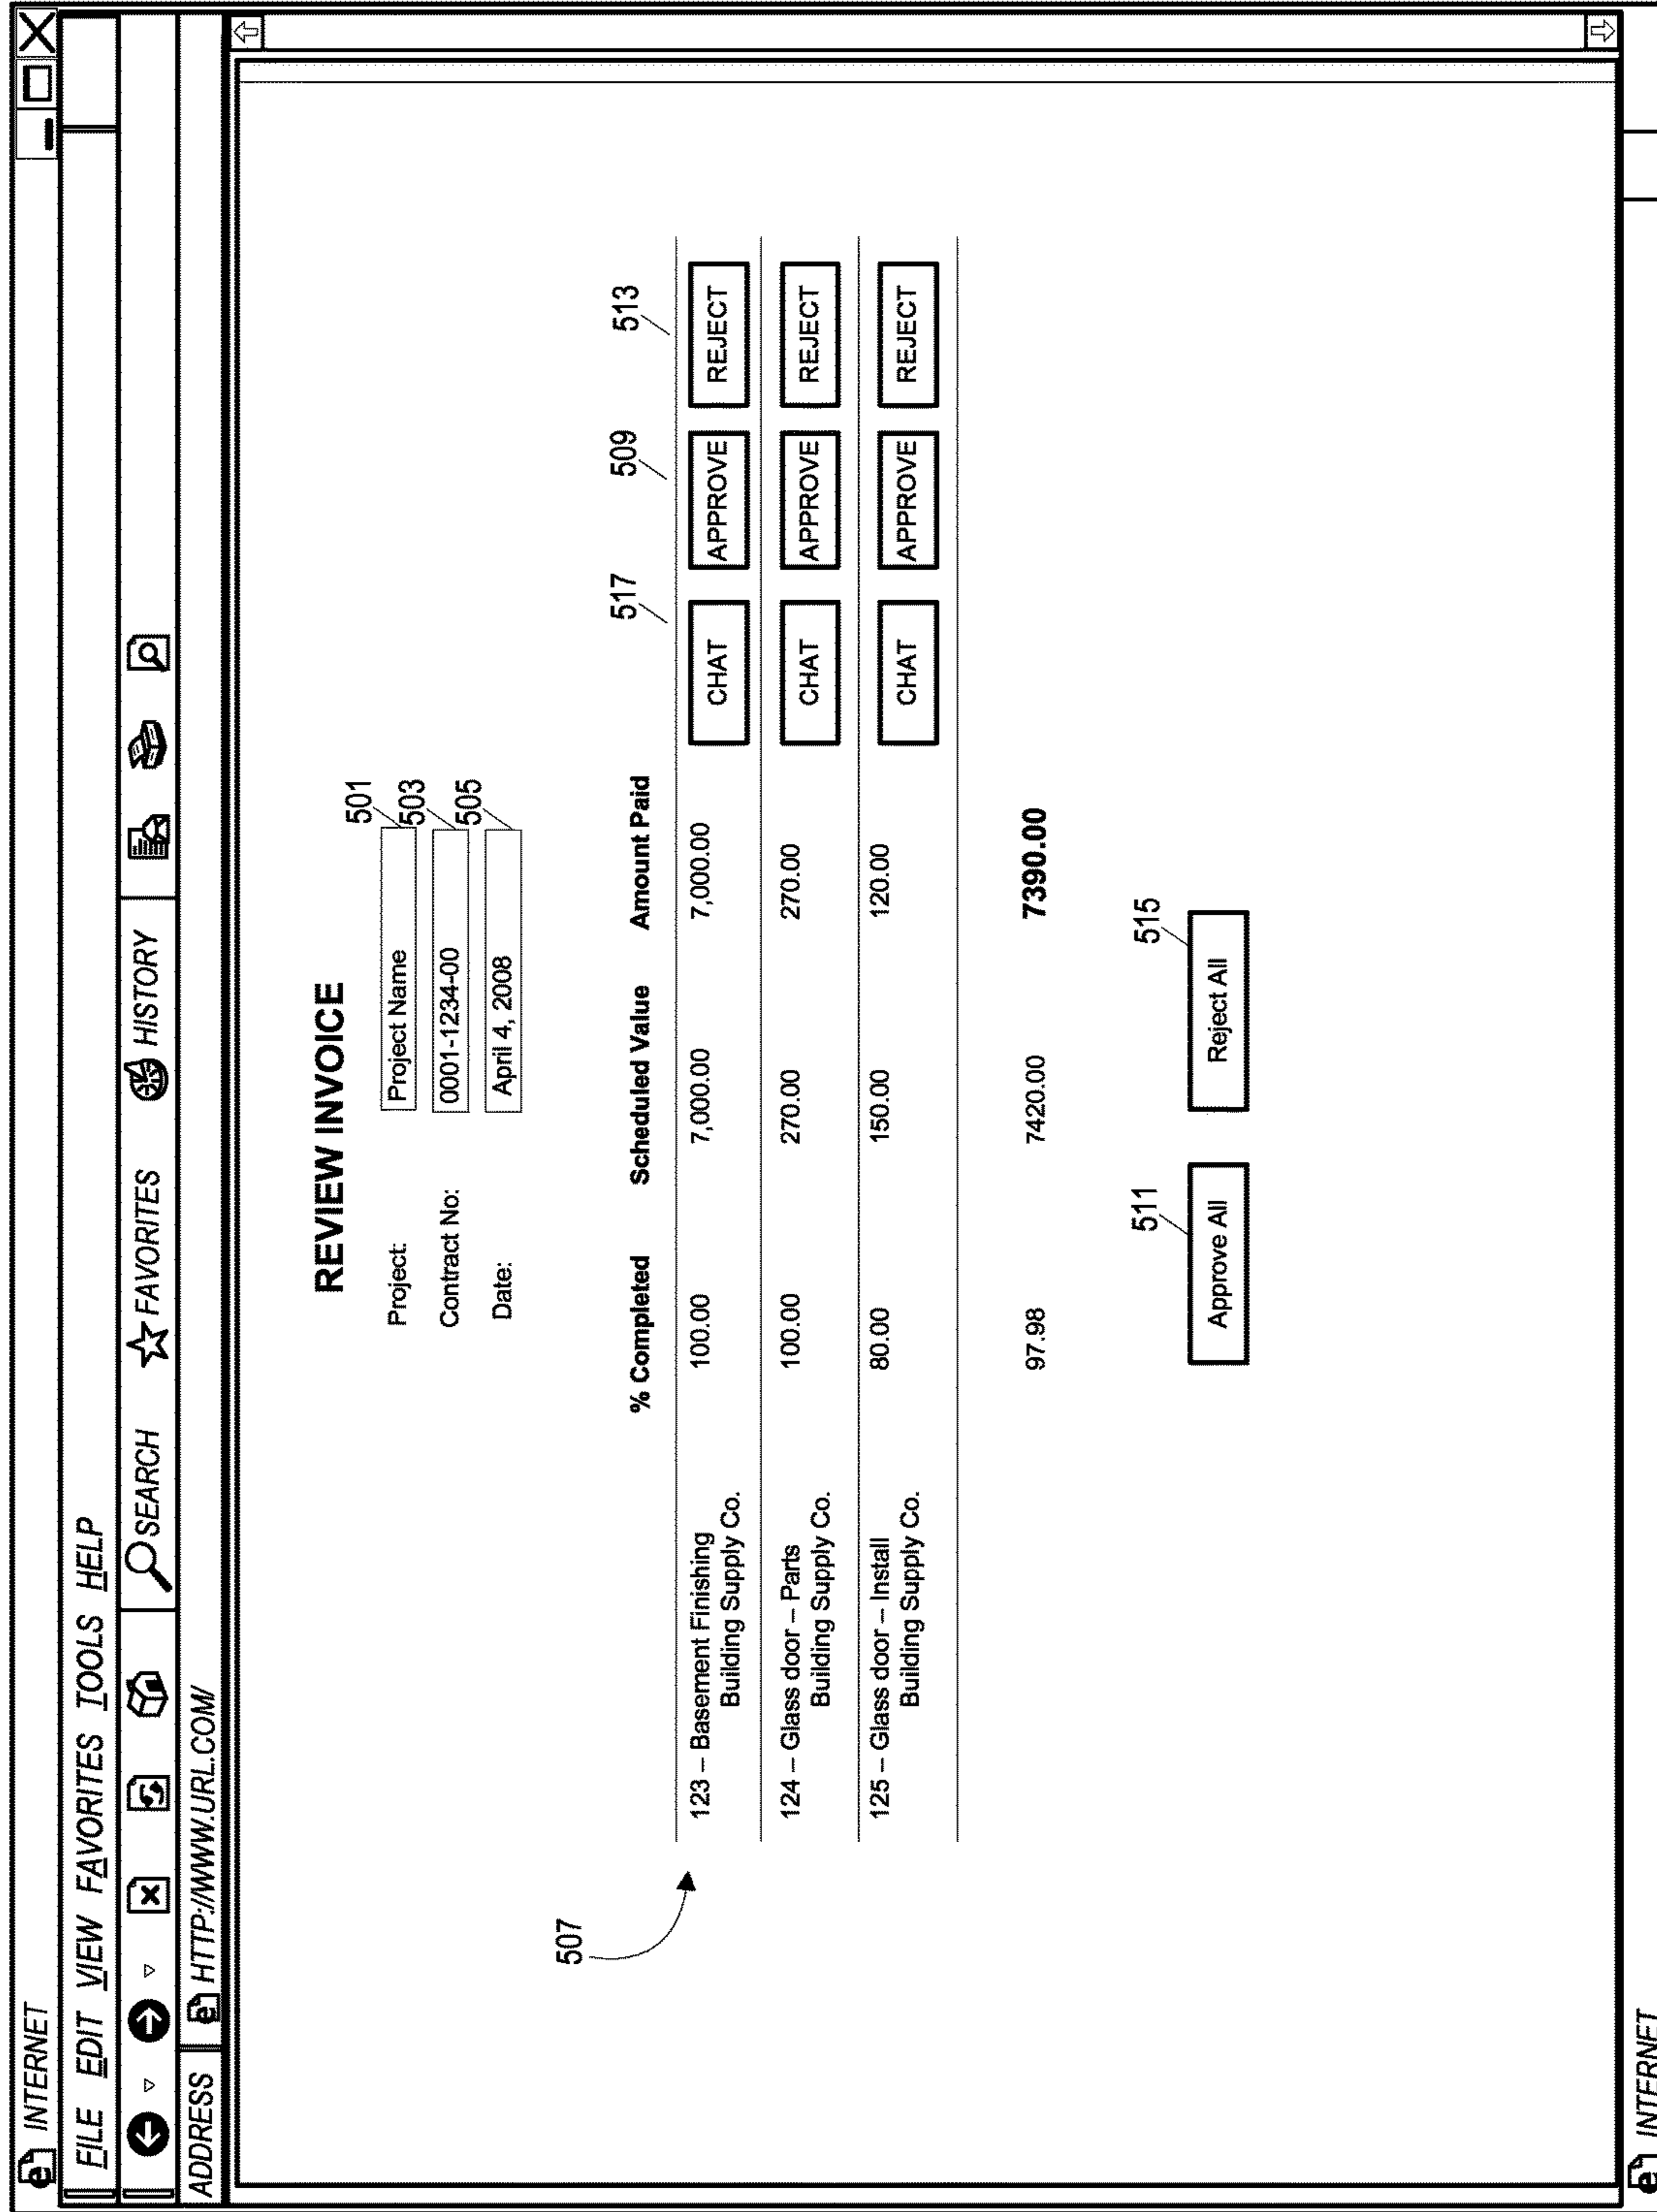 INTERNET
FILE EDIT VIEW FAVORITES TOOLS HELP
SEARCH FAVORITES HISTORY
ADDRESS HTTP://WWW.URL.COM/
REVIEW INVOICE
501
Project: Project Name
503
Contract No: 0001-1234-00
505
Date: April 4, 2008
507
517 509 513
% Completed Scheduled Value Amount Paid
123 – Basement Finishing 100.00 7,000.00 7,000.00 CHAT APPROVE REJECT
Building Supply Co.
124 – Glass door – Parts 100.00 270.00 270.00 CHAT APPROVE REJECT
Building Supply Co.
125 – Glass door – Install 80.00 150.00 120.00 CHAT APPROVE REJECT
Building Supply Co.
97.98 7420.00 7390.00
511 515
Approve All Reject All
INTERNET